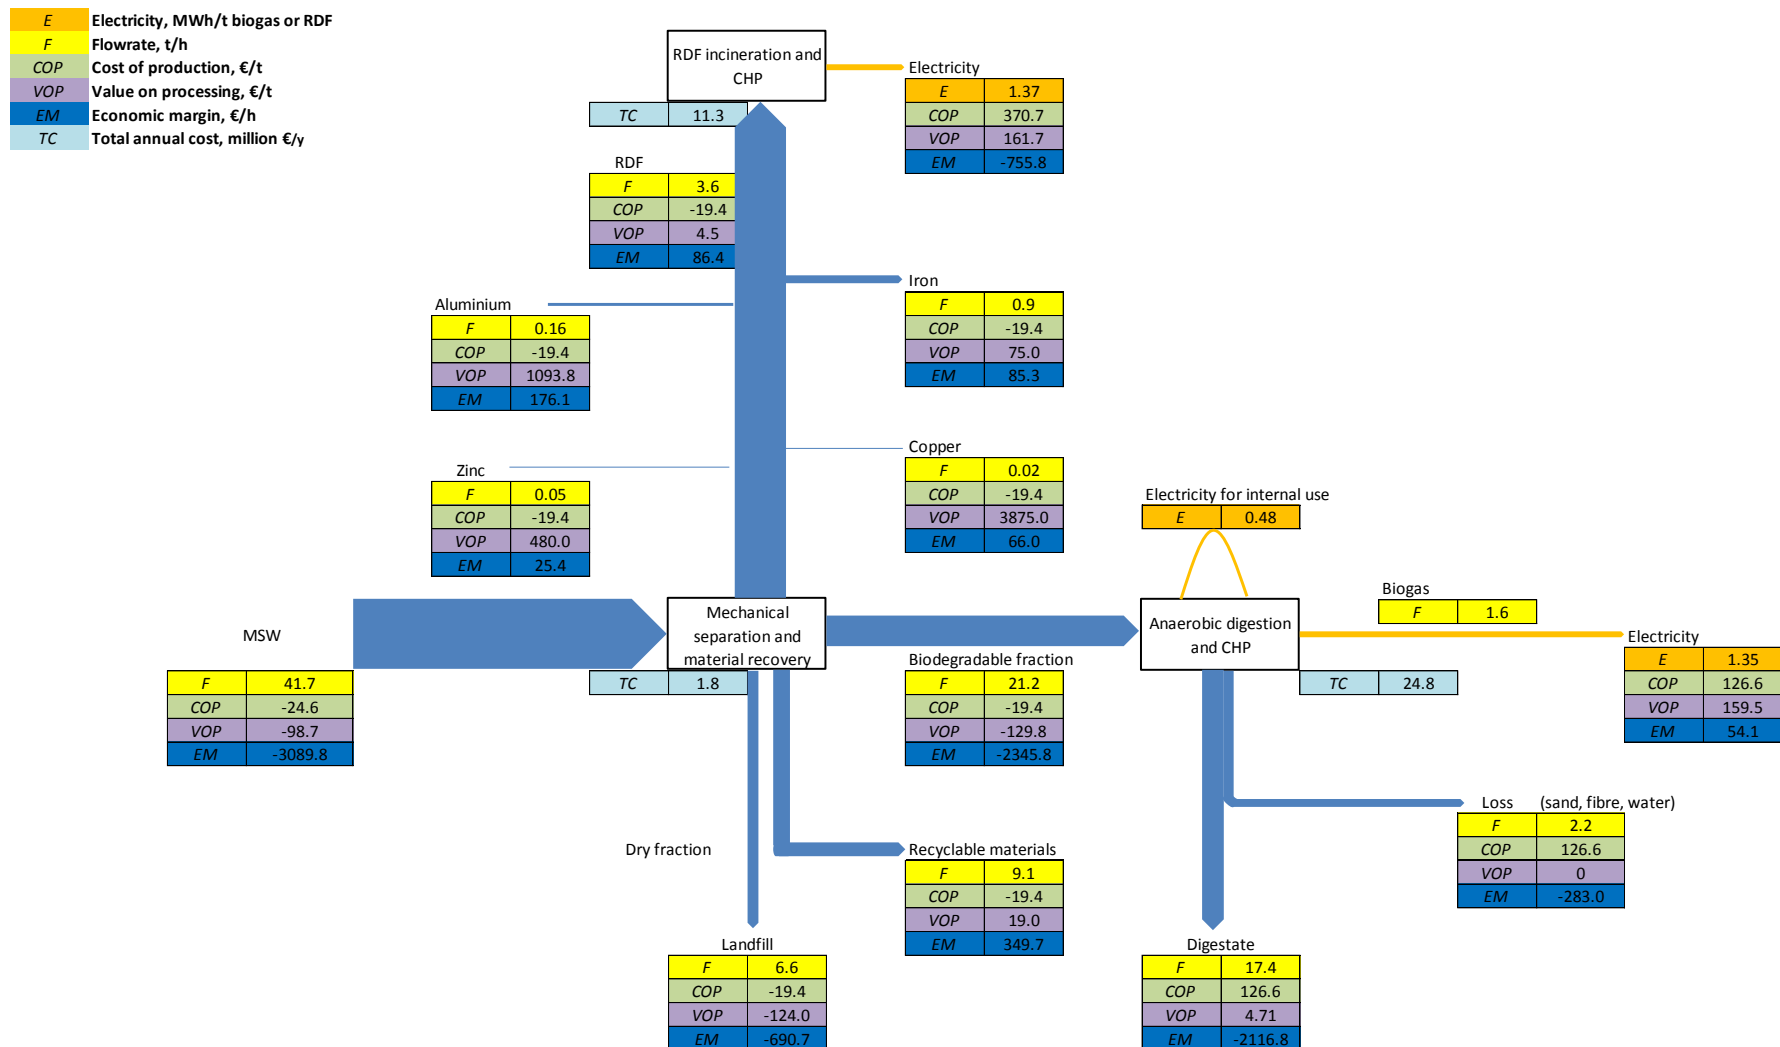 E Electricity, MWh/t biogas or RDF
F Flowrate, t/h
COP Cost of production, €/t
VOP Value on processing, €/t
EM Economic margin, €/h
TC Total annual cost, million €/y
RDF incineration and
CHP
TC 11.3
Electricity
E 1.37
COP 370.7
VOP 161.7
EM -755.8
RDF
F 3.6
COP -19.4
VOP 4.5
EM 86.4
Iron
F 0.9
COP -19.4
VOP 75.0
EM 85.3
Aluminium
F 0.16
COP -19.4
VOP 1093.8
EM 176.1
Copper
F 0.02
COP -19.4
VOP 3875.0
EM 66.0
Zinc
F 0.05
COP -19.4
VOP 480.0
EM 25.4
Electricity for internal use
E 0.48
MSW
F 41.7
COP -24.6
VOP -98.7
EM -3089.8
Mechanical
separation and
material recovery
TC 1.8
Biodegradable fraction
F 21.2
COP -19.4
VOP -129.8
EM -2345.8
Anaerobic digestion
and CHP
TC 24.8
Biogas
F 1.6
Electricity
E 1.35
COP 126.6
VOP 159.5
EM 54.1
Loss (sand, fibre, water)
F 2.2
COP 126.6
VOP 0
EM -283.0
Dry fraction
Recyclable materials
F 9.1
COP -19.4
VOP 19.0
EM 349.7
Landfill
F 6.6
COP -19.4
VOP -124.0
EM -690.7
Digestate
F 17.4
COP 126.6
VOP 4.71
EM -2116.8